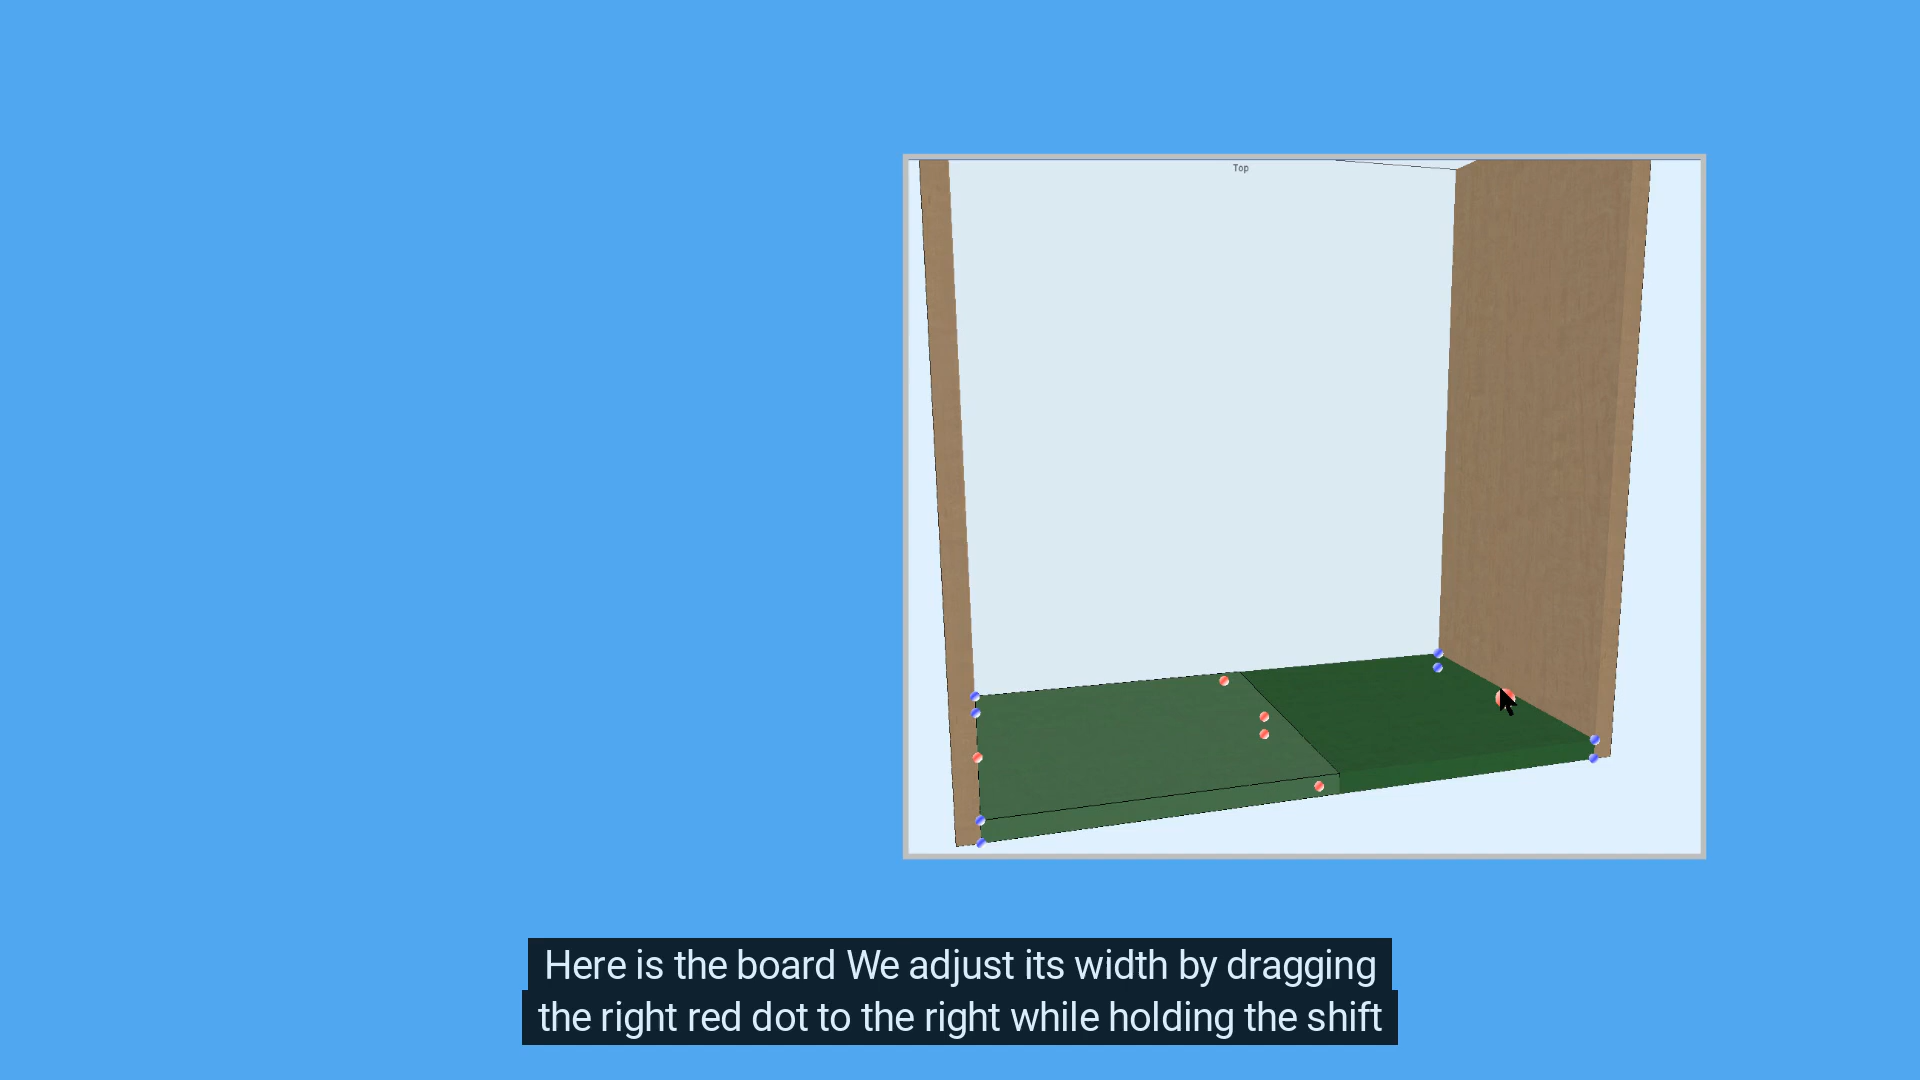 Top
Here is the board We adjust its width by dragging
the right red dot to the right while holding the shift